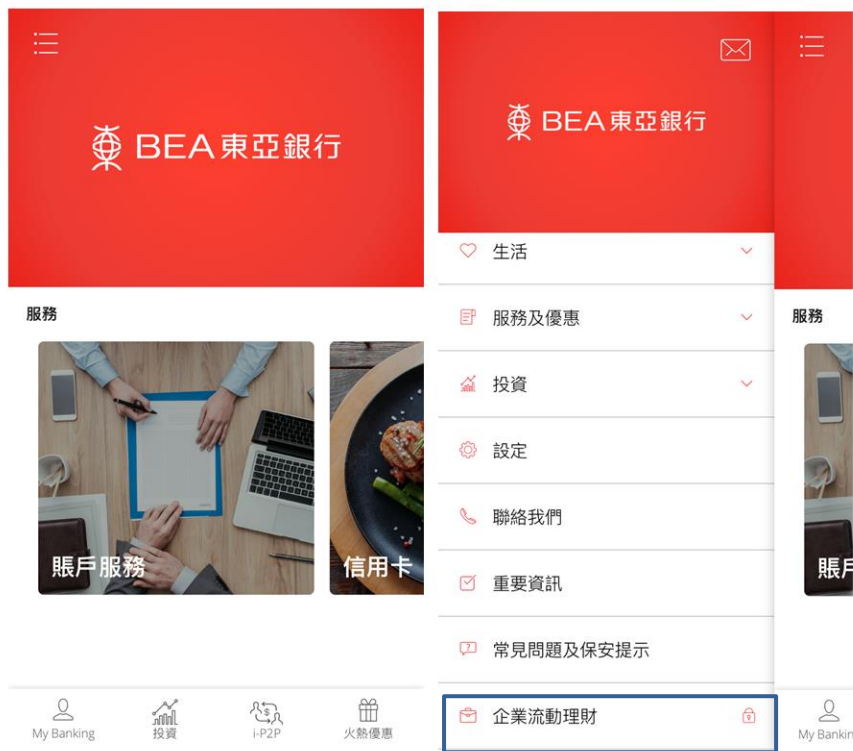 BEA東亞銀行
服務
賬戶服務
信用卡
My Banking
投資
i-P2P
火熱優惠
BEA東亞銀行
生活
服務及優惠
投資
設定
聯絡我們
重要資訊
常見問題及保安提示
企業流動理財
服務
賬戶
My Bankin